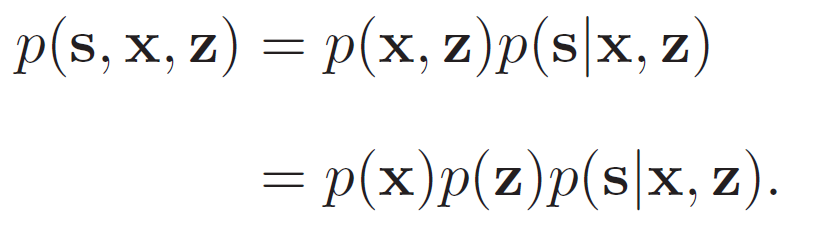 p(s, x, z) = p(x, z)p(s|x, z)
= p(x)p(z)p(s|x, z).